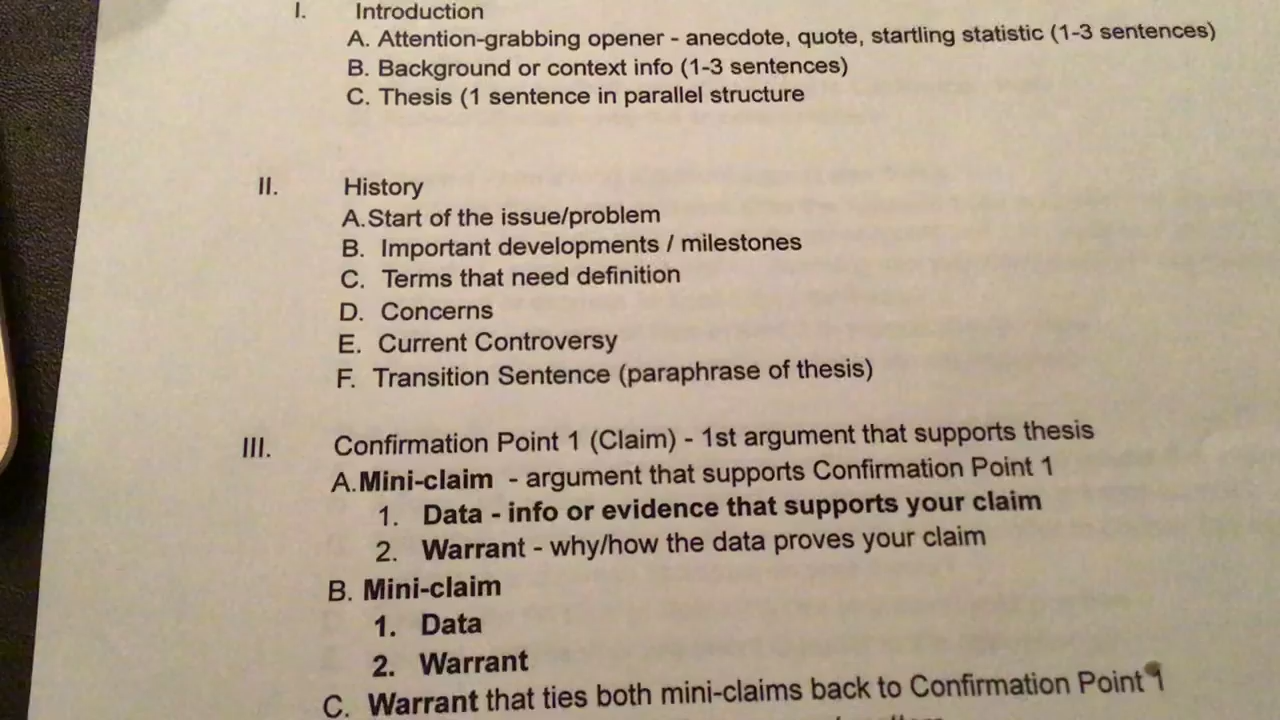 I. Introduction
A. Attention-grabbing opener - anecdote, quote, startling statistic (1-3 sentences)
B. Background or context info (1-3 sentences)
C. Thesis (1 sentence in parallel structure
II. History
A.Start of the issue/problem
B. Important developments / milestones
C. Terms that need definition
D. Concerns
E. Current Controversy
F. Transition Sentence (paraphrase of thesis)
III. Confirmation Point 1 (Claim) - 1st argument that supports thesis
A.Mini-claim - argument that supports Confirmation Point 1
1. Data - info or evidence that supports your claim
2. Warrant - why/how the data proves your claim
B. Mini-claim
1. Data
2. Warrant
C. Warrant that ties both mini-claims back to Confirmation Point 1